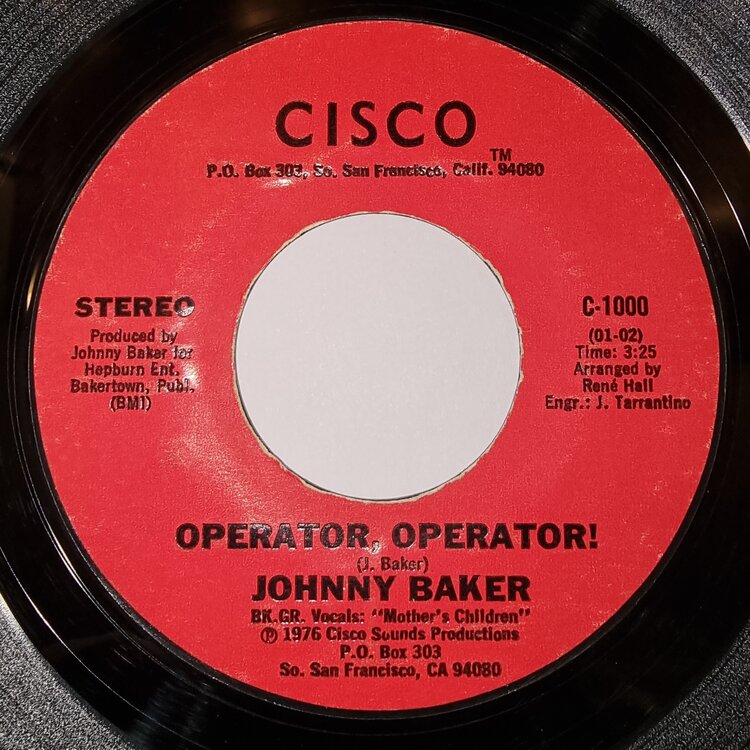 CISCO
TM
P.O. Box 303, So. San Francisco, Calif. 94080
STEREO
Produced by
Johnny Baker for
Hepburn Ent.
Bakertown, Publ,
(BMI)
C-1000
(01-02)
Time: 3:25
Arranged by
René Hall
Engr.: J. Tarrantino
OPERATOR, OPERATOR!
(J. Baker)
JOHNNY BAKER
BK.GR. Vocals: "Mother's Children"
℗ 1976 Cisco Sounds Productions
P.O. Box 303
So. San Francisco, CA 94080